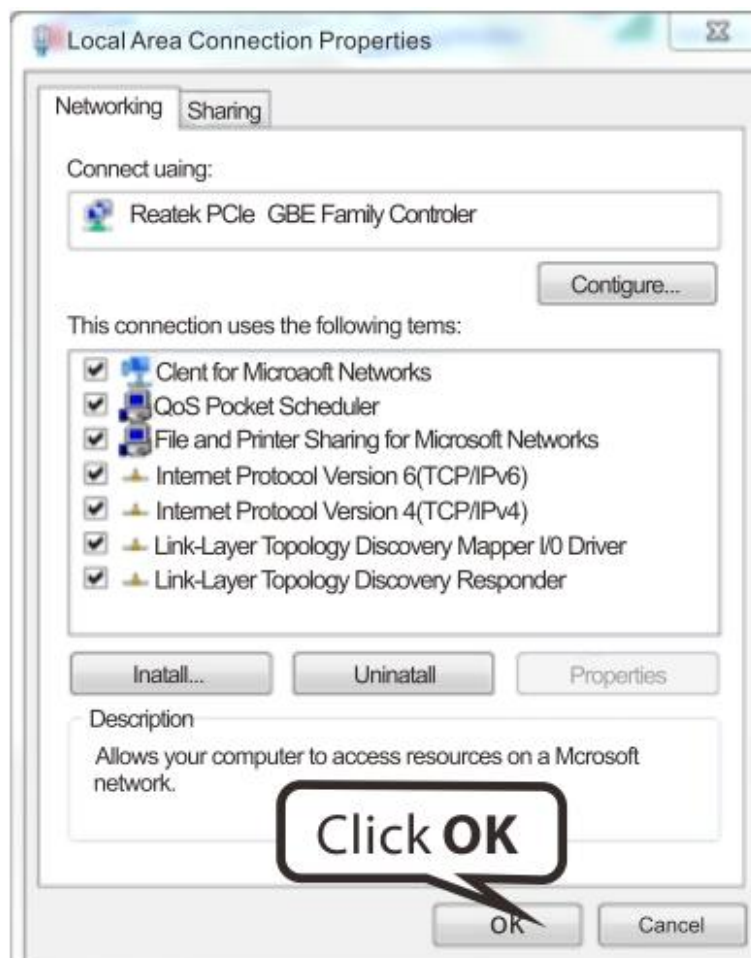 Local Area Connection Properties
Networking
Sharing
Connect uaing:
Reatek PCle GBE Family Controler
Contigure...
This connection uses the following tems:
Clent for Microaoft Networks
QoS Pocket Scheduler
File and Printer Sharing for Microsoft Networks
Internet Protocol Version 6(TCP/IPv6)
Internet Protocol Version 4(TCP/IPv4)
Link-Layer Topology Discovery Mapper I/0 Driver
Link-Layer Topology Discovery Responder
Inatall...
Uninatall
Properties
Description
Allows your computer to access resources on a Mcrosoft
network.
Click OK
OK
Cancel